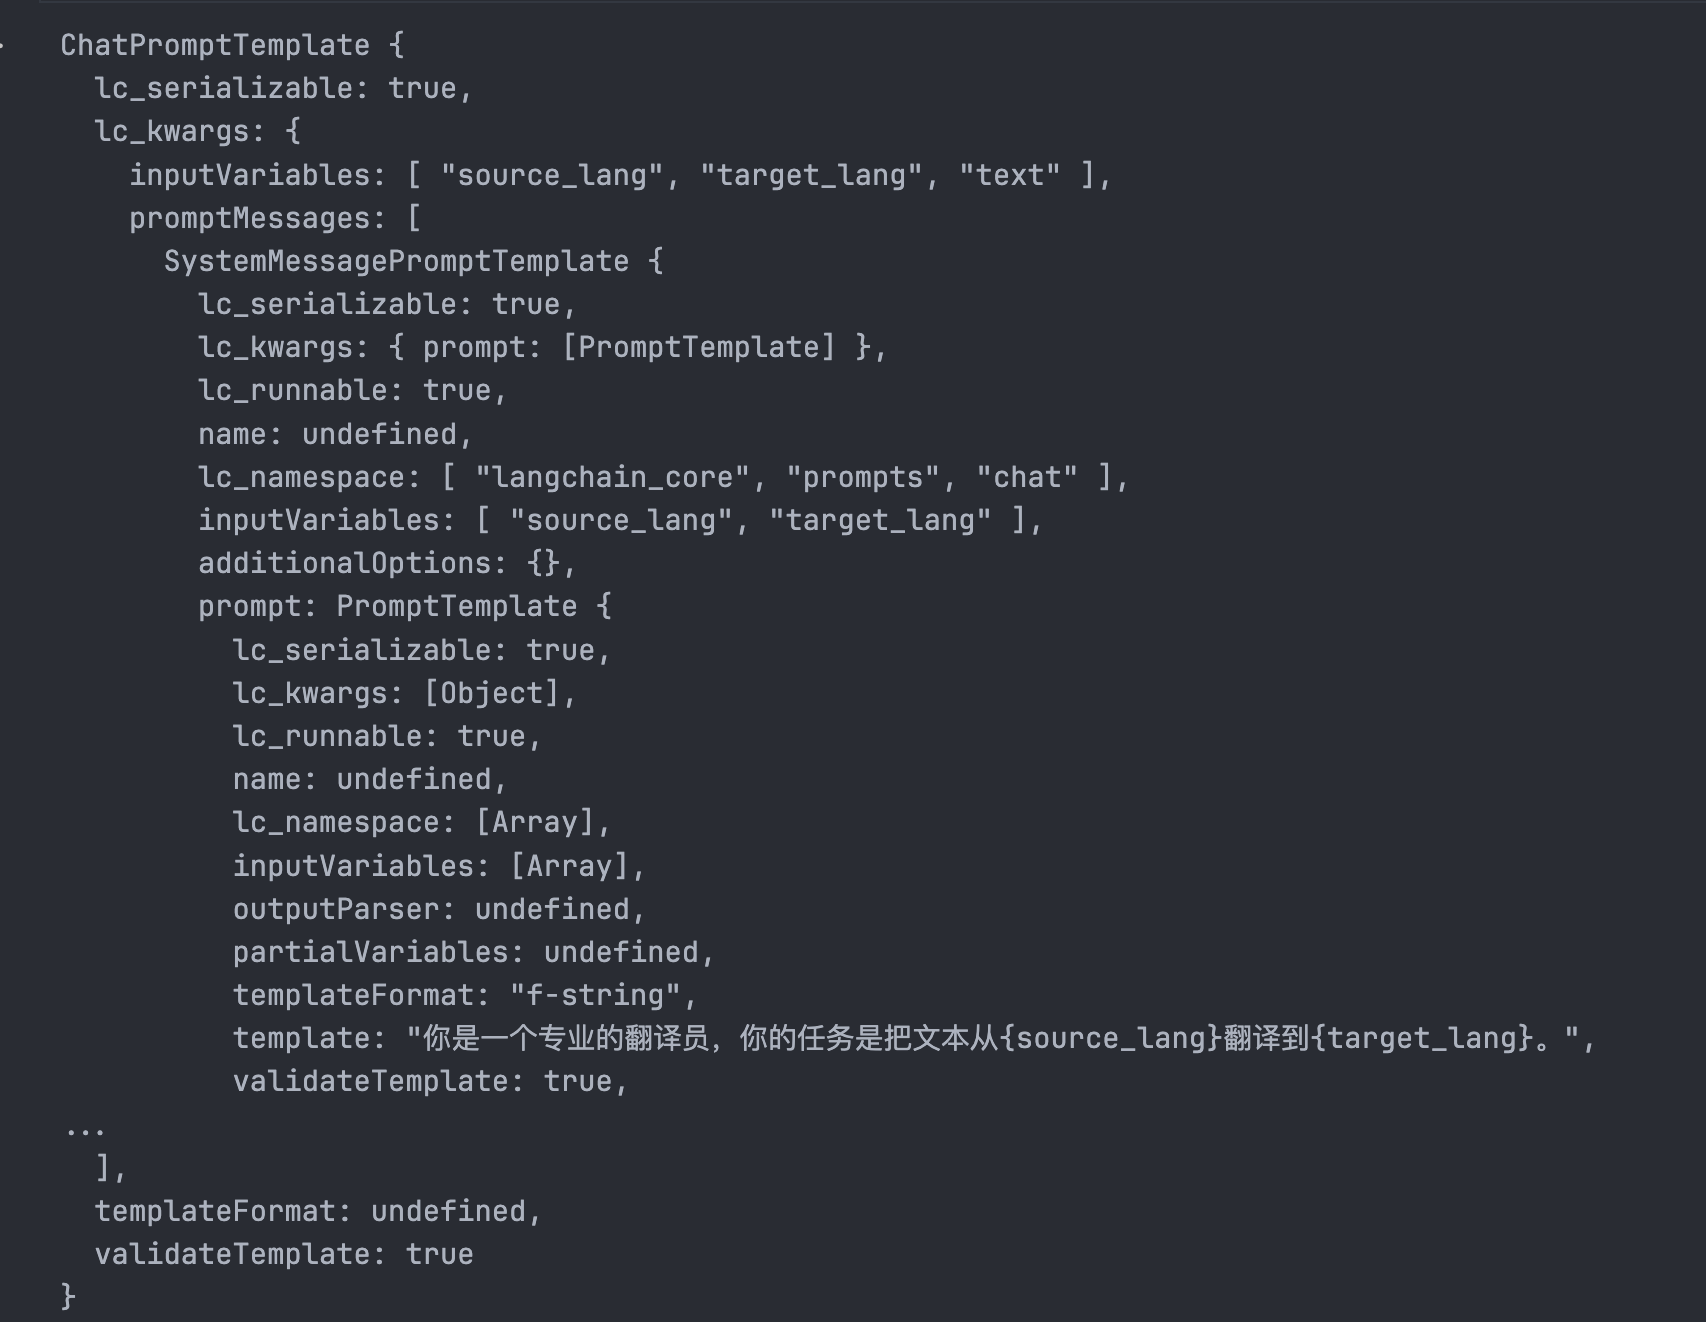 ChatPromptTemplate {
  lc_serializable: true,
  lc_kwargs: {
    inputVariables: [ "source_lang", "target_lang", "text" ],
    promptMessages: [
      SystemMessagePromptTemplate {
        lc_serializable: true,
        lc_kwargs: { prompt: [PromptTemplate] },
        lc_runnable: true,
        name: undefined,
        lc_namespace: [ "langchain_core", "prompts", "chat" ],
        inputVariables: [ "source_lang", "target_lang" ],
        additionalOptions: {},
        prompt: PromptTemplate {
          lc_serializable: true,
          lc_kwargs: [Object],
          lc_runnable: true,
          name: undefined,
          lc_namespace: [Array],
          inputVariables: [Array],
          outputParser: undefined,
          partialVariables: undefined,
          templateFormat: "f-string",
          template: "你是一个专业的翻译员，你的任务是把文本从{source_lang}翻译到{target_lang}。",
          validateTemplate: true,
...
  ],
  templateFormat: undefined,
  validateTemplate: true
}